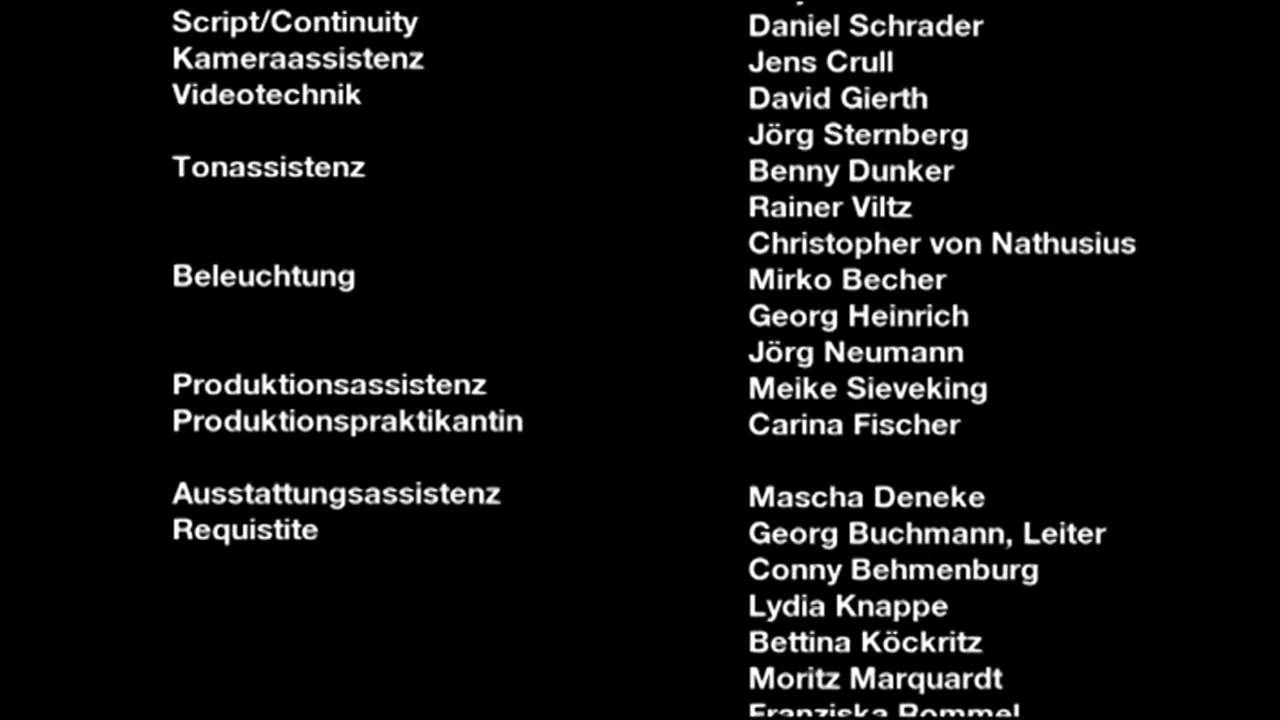 Script/Continuity Daniel Schrader
Kameraassistenz Jens Crull
Videotechnik David Gierth
Jörg Sternberg
Tonassistenz Benny Dunker
Rainer Viltz
Christopher von Nathusius
Beleuchtung Mirko Becher
Georg Heinrich
Jörg Neumann
Produktionsassistenz Meike Sieveking
Produktionspraktikantin Carina Fischer
Ausstattungsassistenz Mascha Deneke
Requistite Georg Buchmann, Leiter
Conny Behmenburg
Lydia Knappe
Bettina Köckritz
Moritz Marquardt
Franziska Rommel